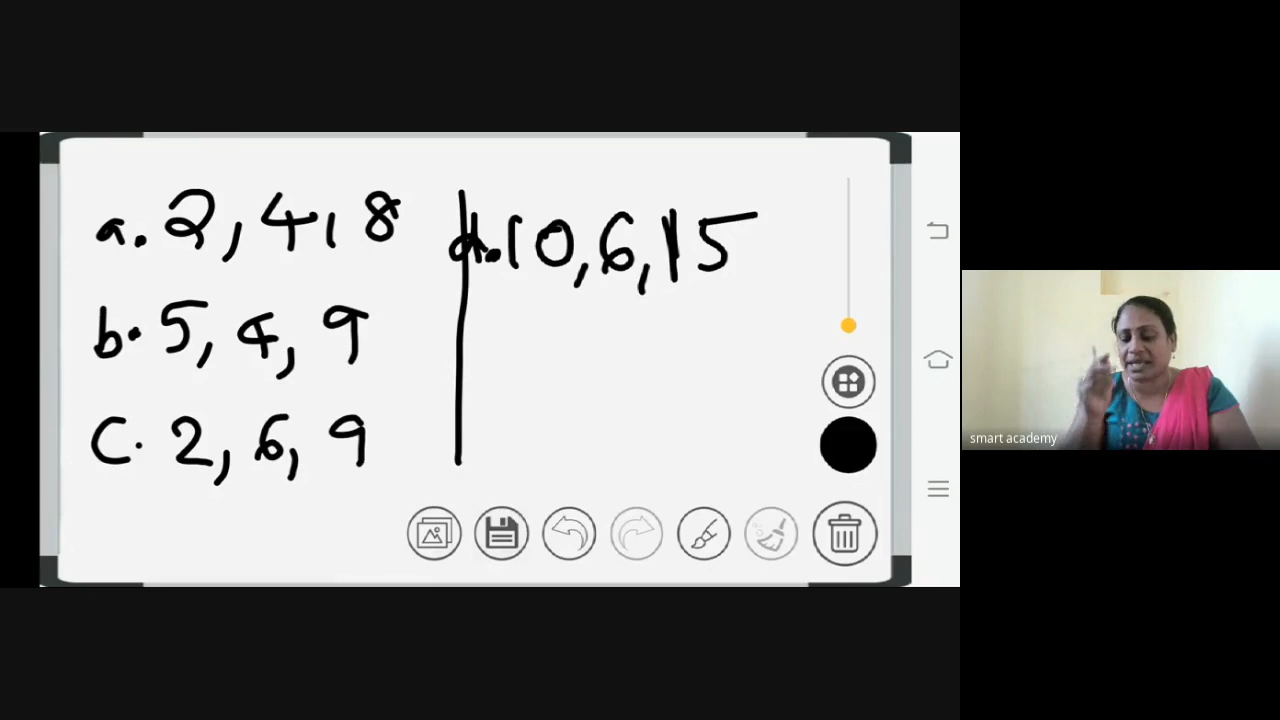 a. 2, 4, 8
b. 5, 4, 9
C. 2, 6, 9
d. 10, 6, 15
smart academy